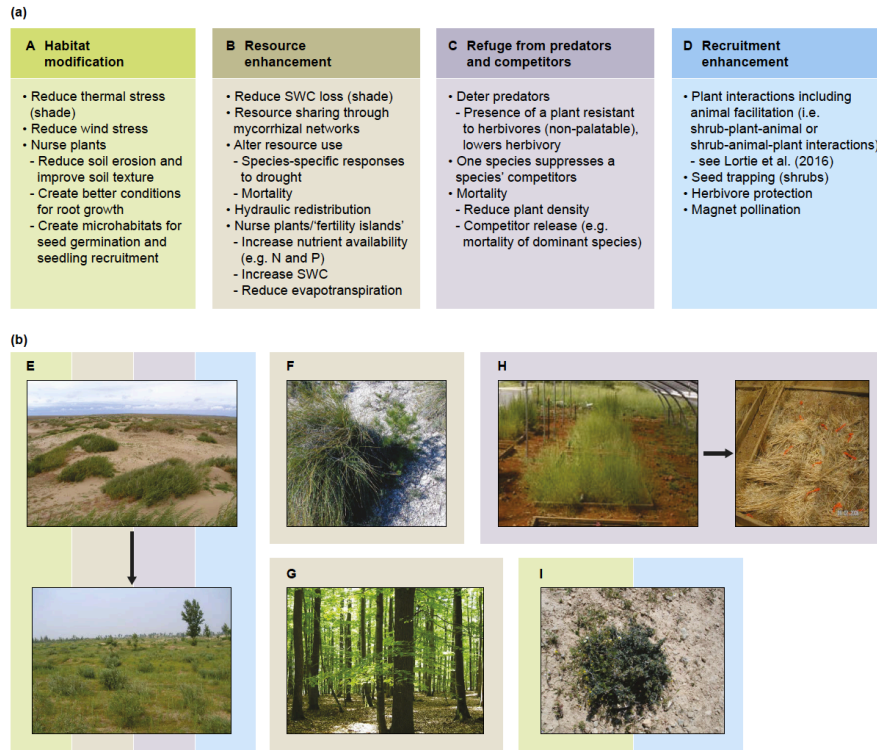 (a)
A Habitat
modification
• Reduce thermal stress
(shade)
• Reduce wind stress
• Nurse plants
- Reduce soil erosion and
improve soil texture
- Create better conditions
for root growth
- Create microhabitats for
seed germination and
seedling recruitment
B Resource
enhancement
• Reduce SWC loss (shade)
• Resource sharing through
mycorrhizal networks
• Alter resource use
- Species-specific responses
to drought
- Mortality
• Hydraulic redistribution
• Nurse plants/‘fertility islands’
- Increase nutrient availability
(e.g. N and P)
- Increase SWC
- Reduce evapotranspiration
C Refuge from predators
and competitors
• Deter predators
- Presence of a plant resistant
to herbivores (non-palatable),
lowers herbivory
• One species suppresses a
species’ competitors
• Mortality
- Reduce plant density
- Competitor release (e.g.
mortality of dominant species)
D Recruitment
enhancement
• Plant interactions including
animal facilitation (i.e.
shrub-plant-animal or
shrub-animal-plant interactions)
- see Lortie et al. (2016)
• Seed trapping (shrubs)
• Herbivore protection
• Magnet pollination
(b)
E
F
H
G
I